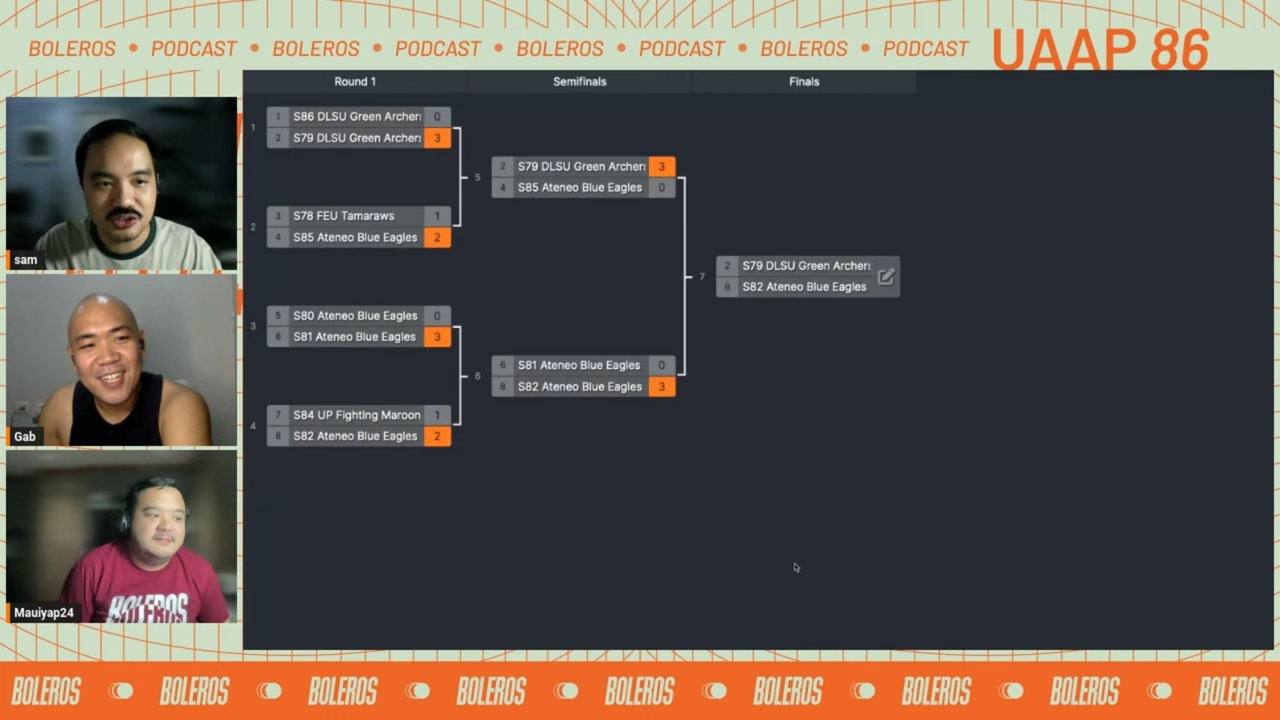 BOLEROS • PODCAST • BOLEROS • PODCAST • BOLEROS • PODCAST • BOLEROS • PODCAST
UAAP 86
Round 1
Semifinals
Finals
1
1 S86 DLSU Green Archer 0
2 S79 DLSU Green Archer 3
2
3 S78 FEU Tamaraws 1
4 S85 Ateneo Blue Eagles 2
3
5 S80 Ateneo Blue Eagles 0
6 S81 Ateneo Blue Eagles 3
4
7 S84 UP Fighting Maroon 1
8 S82 Ateneo Blue Eagles 2
5
2 S79 DLSU Green Archer 3
4 S85 Ateneo Blue Eagles 0
6
6 S81 Ateneo Blue Eagles 0
8 S82 Ateneo Blue Eagles 3
7
2 S79 DLSU Green Archer
8 S82 Ateneo Blue Eagles
sam
Gab
BOLEROS
Mauiyap24
BOLEROS BOLEROS BOLEROS BOLEROS BOLEROS BOLEROS BOLEROS BOLEROS BOLEROS